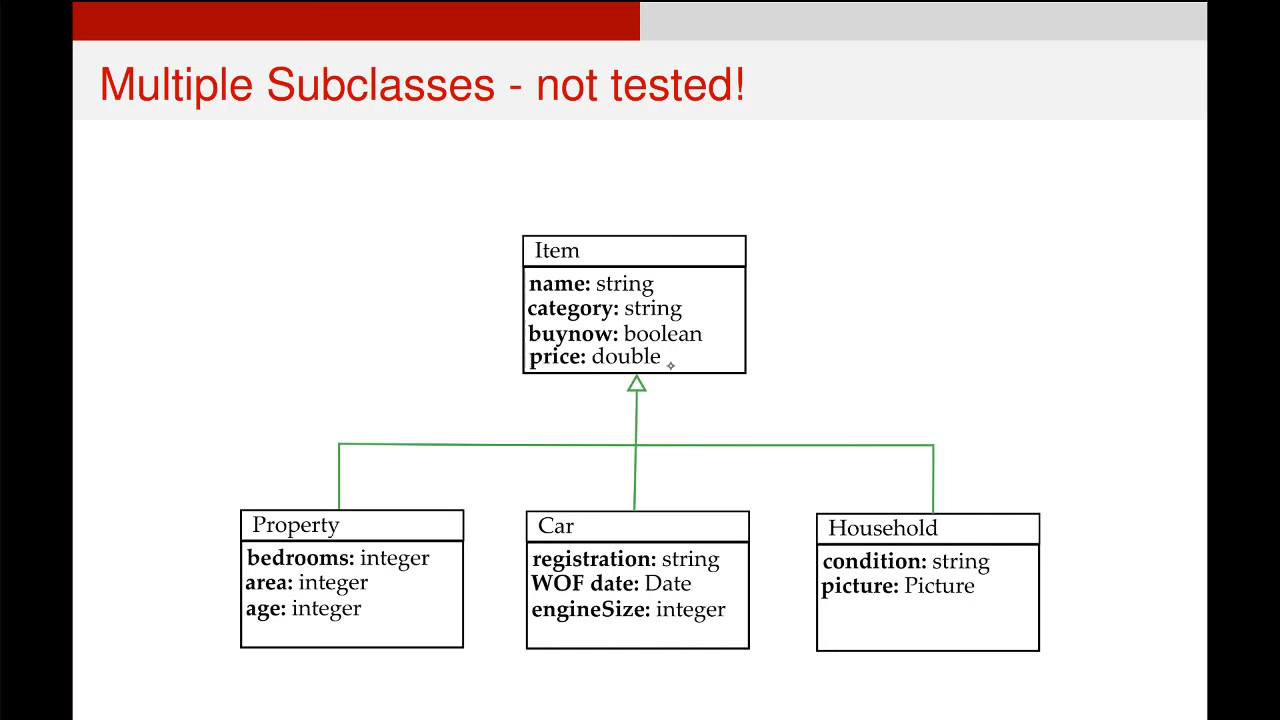 Multiple Subclasses - not tested!
Item
name: string
category: string
buynow: boolean
price: double
Property
bedrooms: integer
area: integer
age: integer
Car
registration: string
WOF date: Date
engineSize: integer
Household
condition: string
picture: Picture